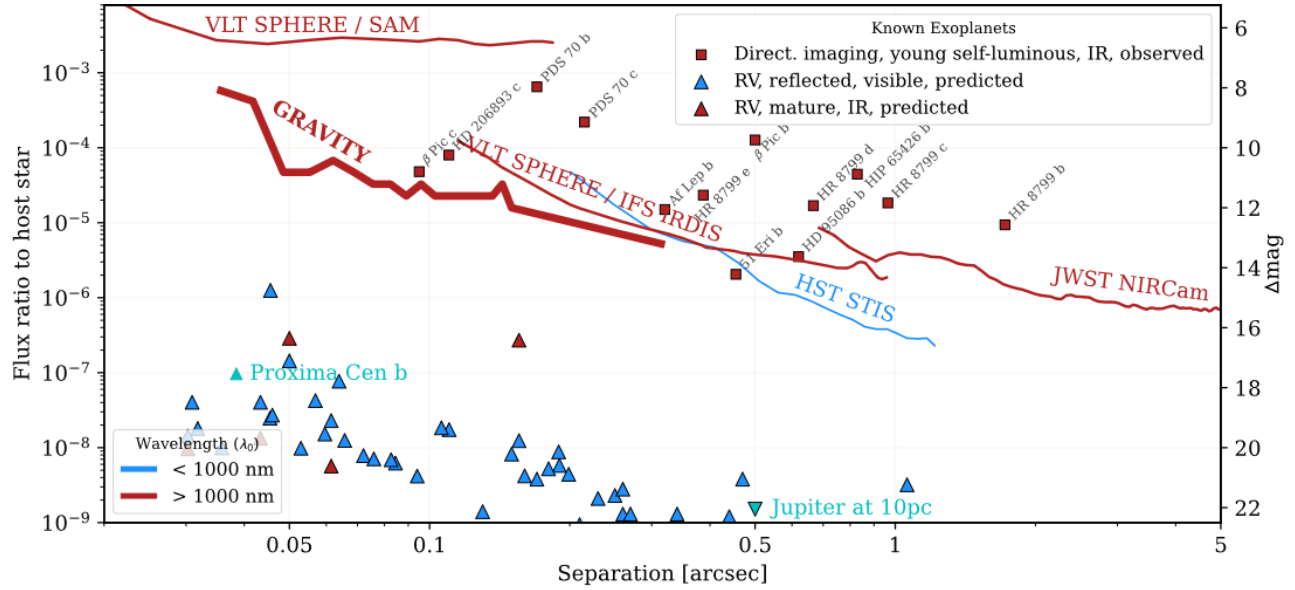 VLT SPHERE / SAM
GRAVITY
VLT SPHERE / IFS IRDIS
HST STIS
JWST NIRCam
β Pic c
HD 206893 c
PDS 70 b
PDS 70 c
AF Lep b
HR 8799 e
β Pic b
51 Eri b
HD 95086 b
HR 8799 d
HIP 65426 b
HR 8799 c
HR 8799 b
Proxima Cen b
Jupiter at 10pc
Known Exoplanets
Direct. imaging, young self-luminous, IR, observed
RV, reflected, visible, predicted
RV, mature, IR, predicted
Wavelength (λ₀)
< 1000 nm
> 1000 nm
Flux ratio to host star
10⁻³
10⁻⁴
10⁻⁵
10⁻⁶
10⁻⁷
10⁻⁸
10⁻⁹
Δmag
6
8
10
12
14
16
18
20
22
0.05
0.1
0.5
1
5
Separation [arcsec]